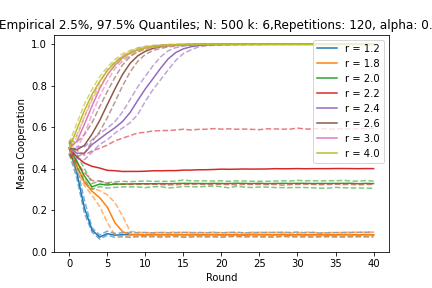 Empirical 2.5%, 97.5% Quantiles; N: 500 k: 6,Repetitions: 120, alpha: 0.
1.0
0.8
0.6
0.4
0.2
0.0
Mean Cooperation
r = 1.2
r = 1.8
r = 2.0
r = 2.2
r = 2.4
r = 2.6
r = 3.0
r = 4.0
0 5 10 15 20 25 30 35 40
Round